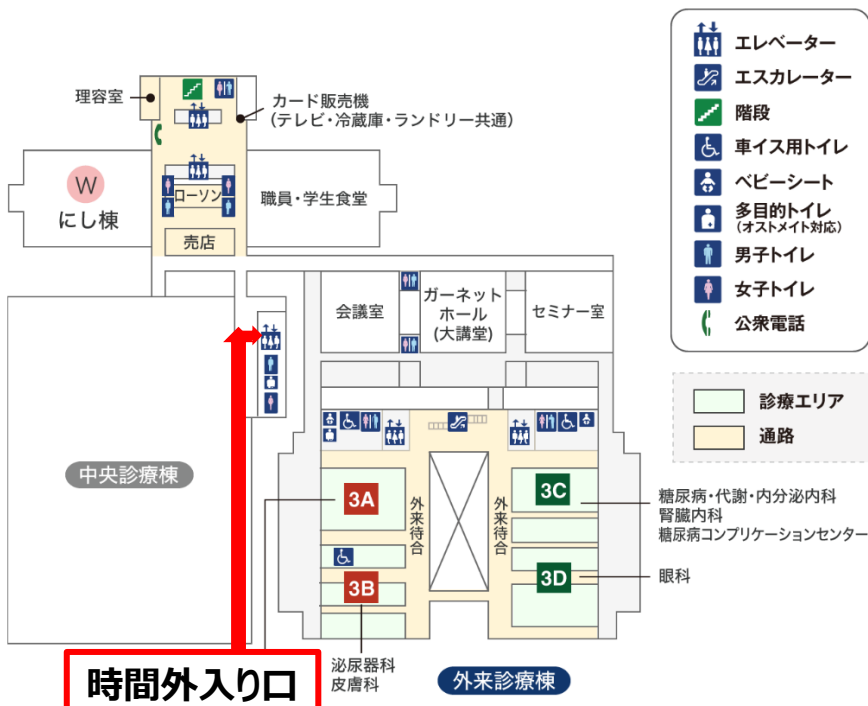 エレベーター
エスカレーター
階段
車イス用トイレ
ベビーシート
多目的トイレ
(オストメイト対応)
男子トイレ
女子トイレ
公衆電話
診療エリア
通路
理容室
カード販売機
(テレビ・冷蔵庫・ランドリー共通)
W
にし棟
ローソン
職員・学生食堂
売店
会議室
ガーネット
ホール
(大講堂)
セミナー室
中央診療棟
3A
外来待合
外来待合
3C
糖尿病・代謝・内分泌内科
腎臓内科
糖尿病コンプリケーションセンター
3B
3D
眼科
泌尿器科
皮膚科
時間外入り口
外来診療棟